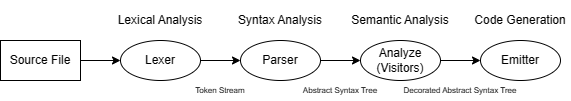 Lexical Analysis
Syntax Analysis
Semantic Analysis
Code Generation
Source File
Lexer
Parser
Analyze
(Visitors)
Emitter
Token Stream
Abstract Syntax Tree
Decorated Abstract Syntax Tree